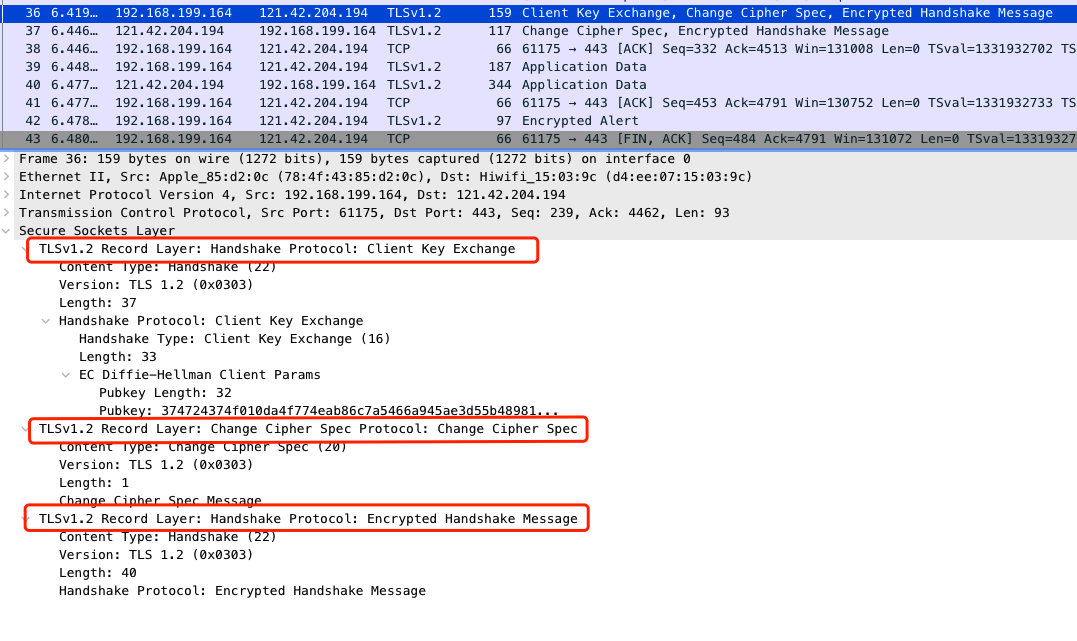 36 6.419… 192.168.199.164 121.42.204.194 TLSv1.2 159 Client Key Exchange, Change Cipher Spec, Encrypted Handshake Message
37 6.446… 121.42.204.194 192.168.199.164 TLSv1.2 117 Change Cipher Spec, Encrypted Handshake Message
38 6.446… 192.168.199.164 121.42.204.194 TCP 66 61175 → 443 [ACK] Seq=332 Ack=4513 Win=131008 Len=0 TSval=1331932702 TS
39 6.448… 192.168.199.164 121.42.204.194 TLSv1.2 187 Application Data
40 6.477… 121.42.204.194 192.168.199.164 TLSv1.2 344 Application Data
41 6.477… 192.168.199.164 121.42.204.194 TCP 66 61175 → 443 [ACK] Seq=453 Ack=4791 Win=130752 Len=0 TSval=1331932733 TS
42 6.478… 192.168.199.164 121.42.204.194 TLSv1.2 97 Encrypted Alert
43 6.480… 192.168.199.164 121.42.204.194 TCP 66 61175 → 443 [FIN, ACK] Seq=484 Ack=4791 Win=131072 Len=0 TSval=13319327
Frame 36: 159 bytes on wire (1272 bits), 159 bytes captured (1272 bits) on interface 0
Ethernet II, Src: Apple_85:d2:0c (78:4f:43:85:d2:0c), Dst: Hiwifi_15:03:9c (d4:ee:07:15:03:9c)
Internet Protocol Version 4, Src: 192.168.199.164, Dst: 121.42.204.194
Transmission Control Protocol, Src Port: 61175, Dst Port: 443, Seq: 239, Ack: 4462, Len: 93
Secure Sockets Layer
TLSv1.2 Record Layer: Handshake Protocol: Client Key Exchange
Content Type: Handshake (22)
Version: TLS 1.2 (0x0303)
Length: 37
Handshake Protocol: Client Key Exchange
Handshake Type: Client Key Exchange (16)
Length: 33
EC Diffie-Hellman Client Params
Pubkey Length: 32
Pubkey: 374724374f010da4f774eab86c7a5466a945ae3d55b48981...
TLSv1.2 Record Layer: Change Cipher Spec Protocol: Change Cipher Spec
Content Type: Change Cipher Spec (20)
Version: TLS 1.2 (0x0303)
Length: 1
Change Cipher Spec Message
TLSv1.2 Record Layer: Handshake Protocol: Encrypted Handshake Message
Content Type: Handshake (22)
Version: TLS 1.2 (0x0303)
Length: 40
Handshake Protocol: Encrypted Handshake Message